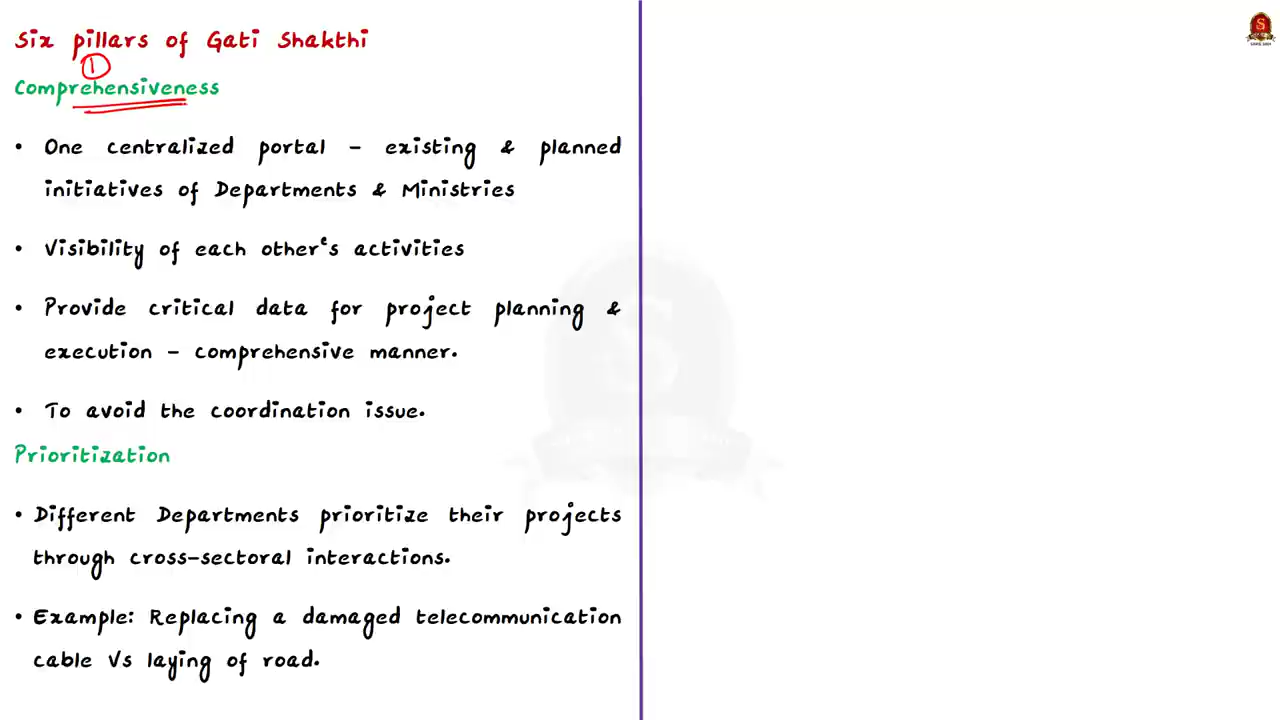 Six pillars of Gati Shakthi
1
Comprehensiveness
• One centralized portal – existing & planned
initiatives of Departments & Ministries
• Visibility of each other's activities
• Provide critical data for project planning &
execution – comprehensive manner.
• To avoid the coordination issue.
Prioritization
• Different Departments prioritize their projects
through cross-sectoral interactions.
• Example: Replacing a damaged telecommunication
cable Vs laying of road.
S